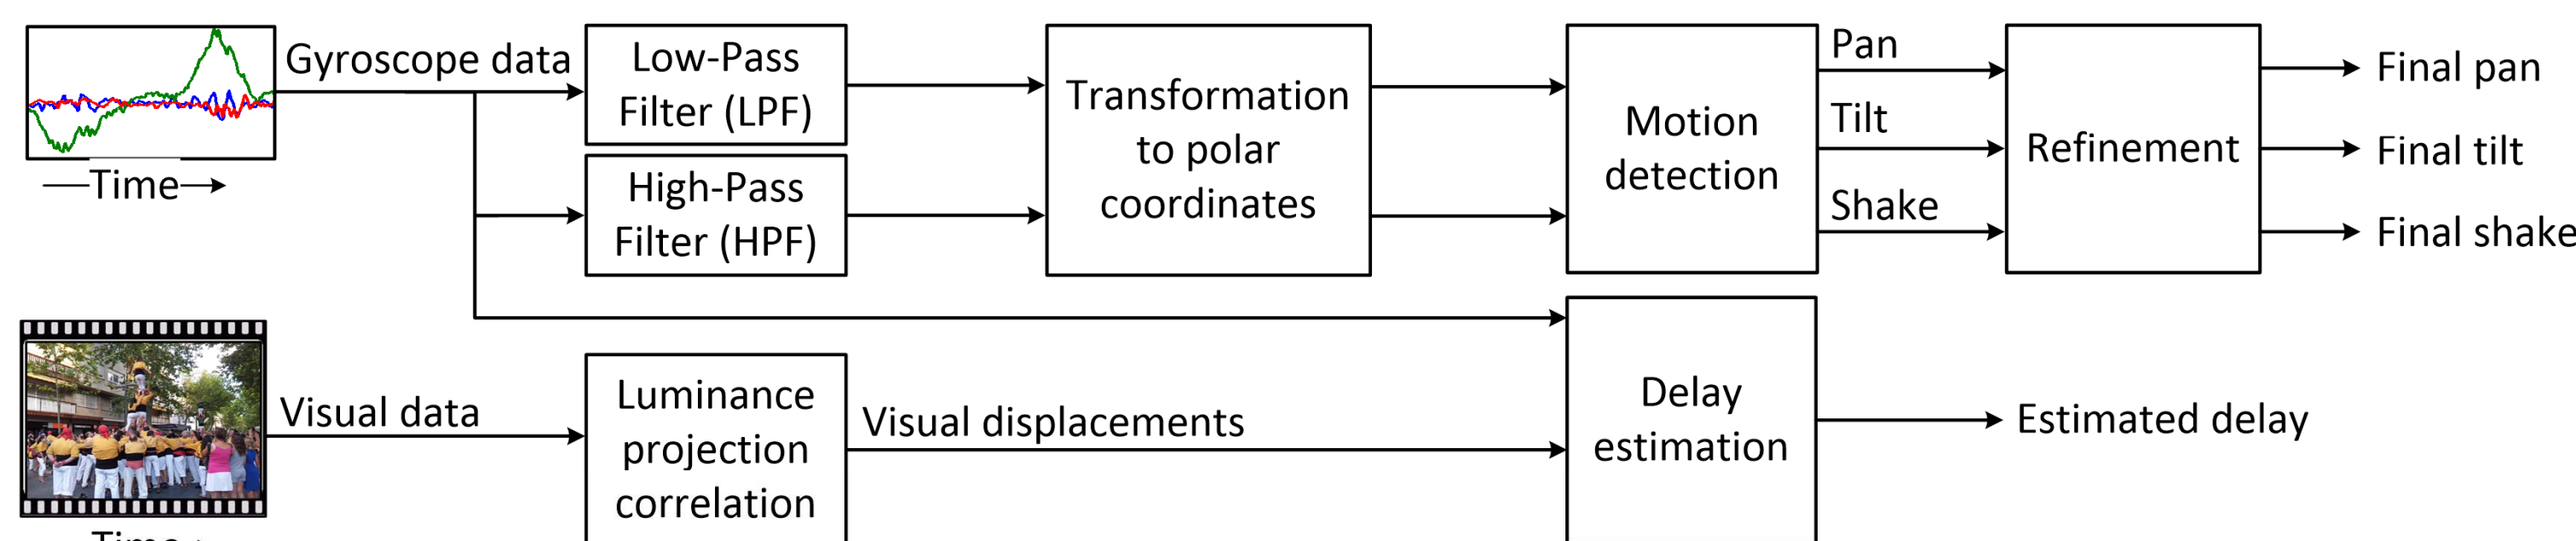 Gyroscope data
Time
Low-Pass
Filter (LPF)
High-Pass
Filter (HPF)
Transformation
to polar
coordinates
Motion
detection
Pan
Tilt
Shake
Refinement
Final pan
Final tilt
Final shake
Visual data
Time
Luminance
projection
correlation
Visual displacements
Delay
estimation
Estimated delay